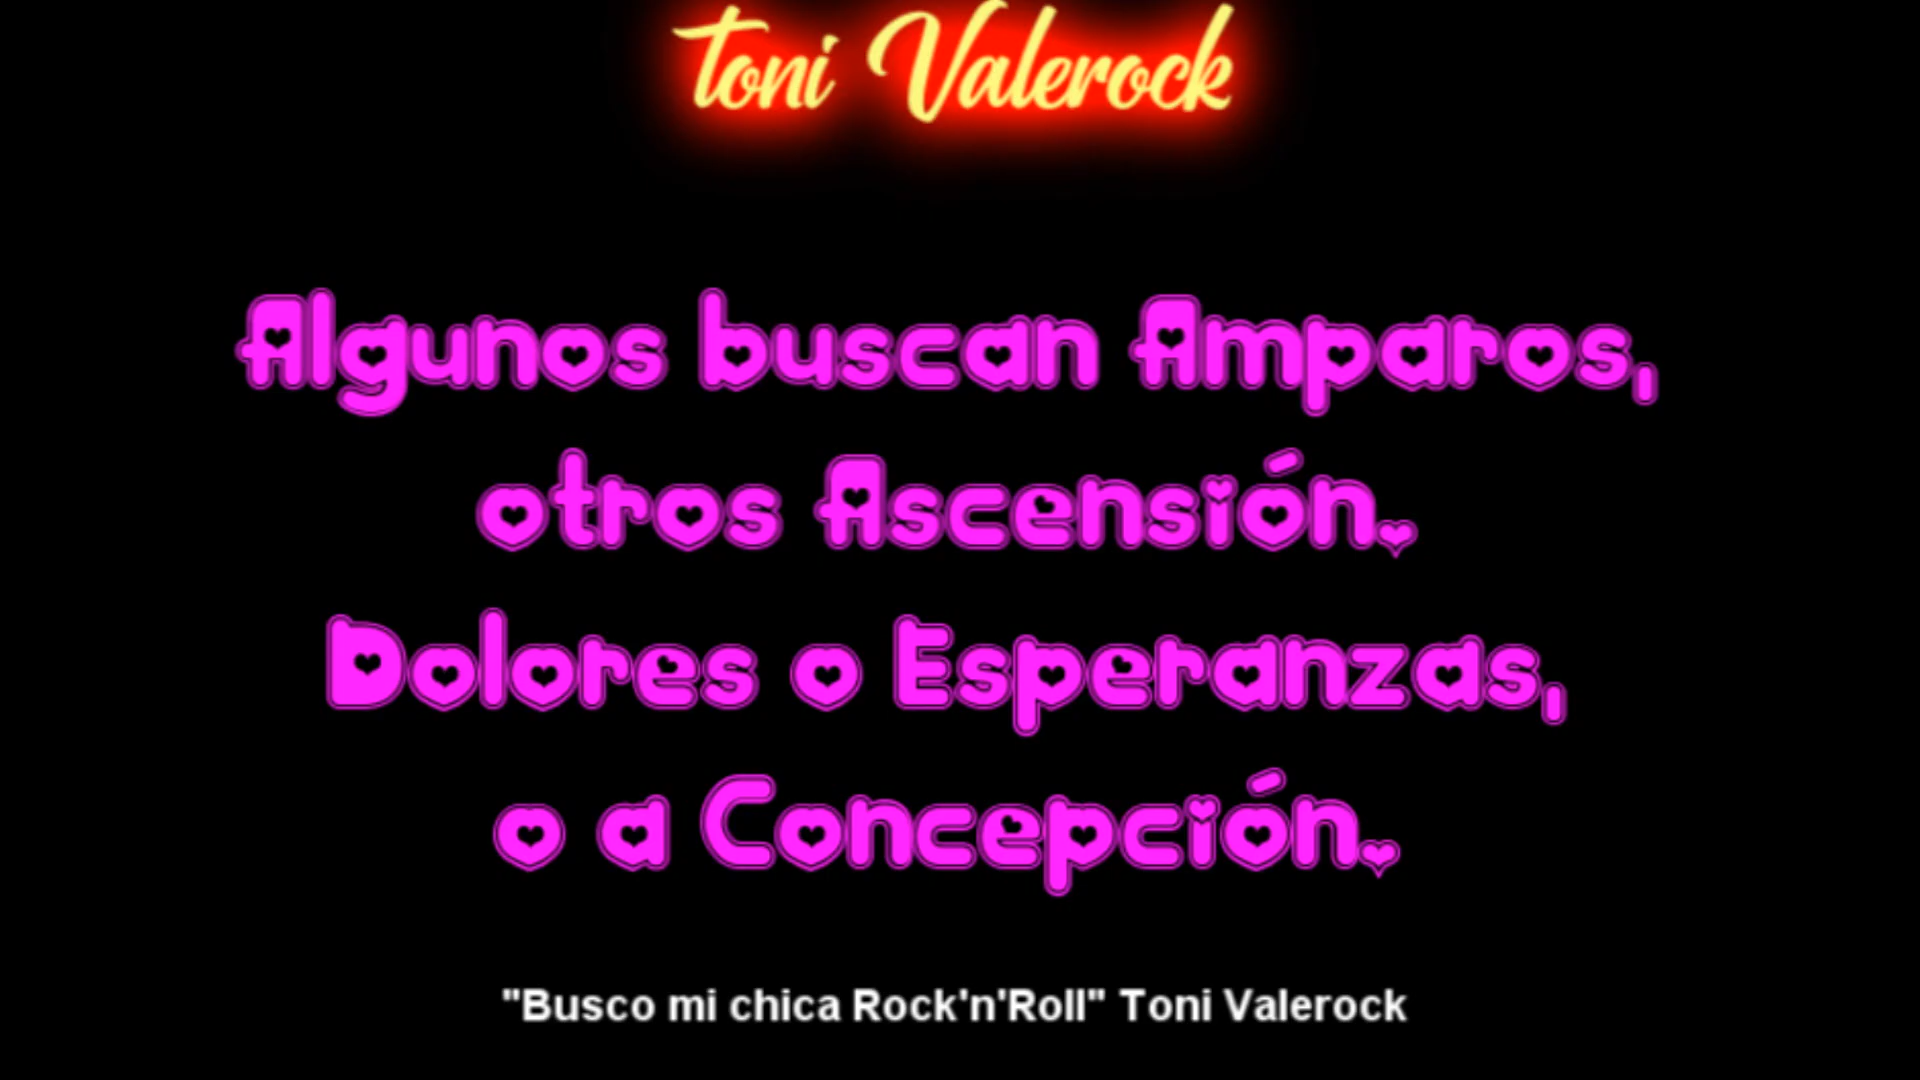 Toni Valerock
Algunos buscan Amparos,
otros Ascensión.
Dolores o Esperanzas,
o a Concepción.
"Busco mi chica Rock'n'Roll" Toni Valerock